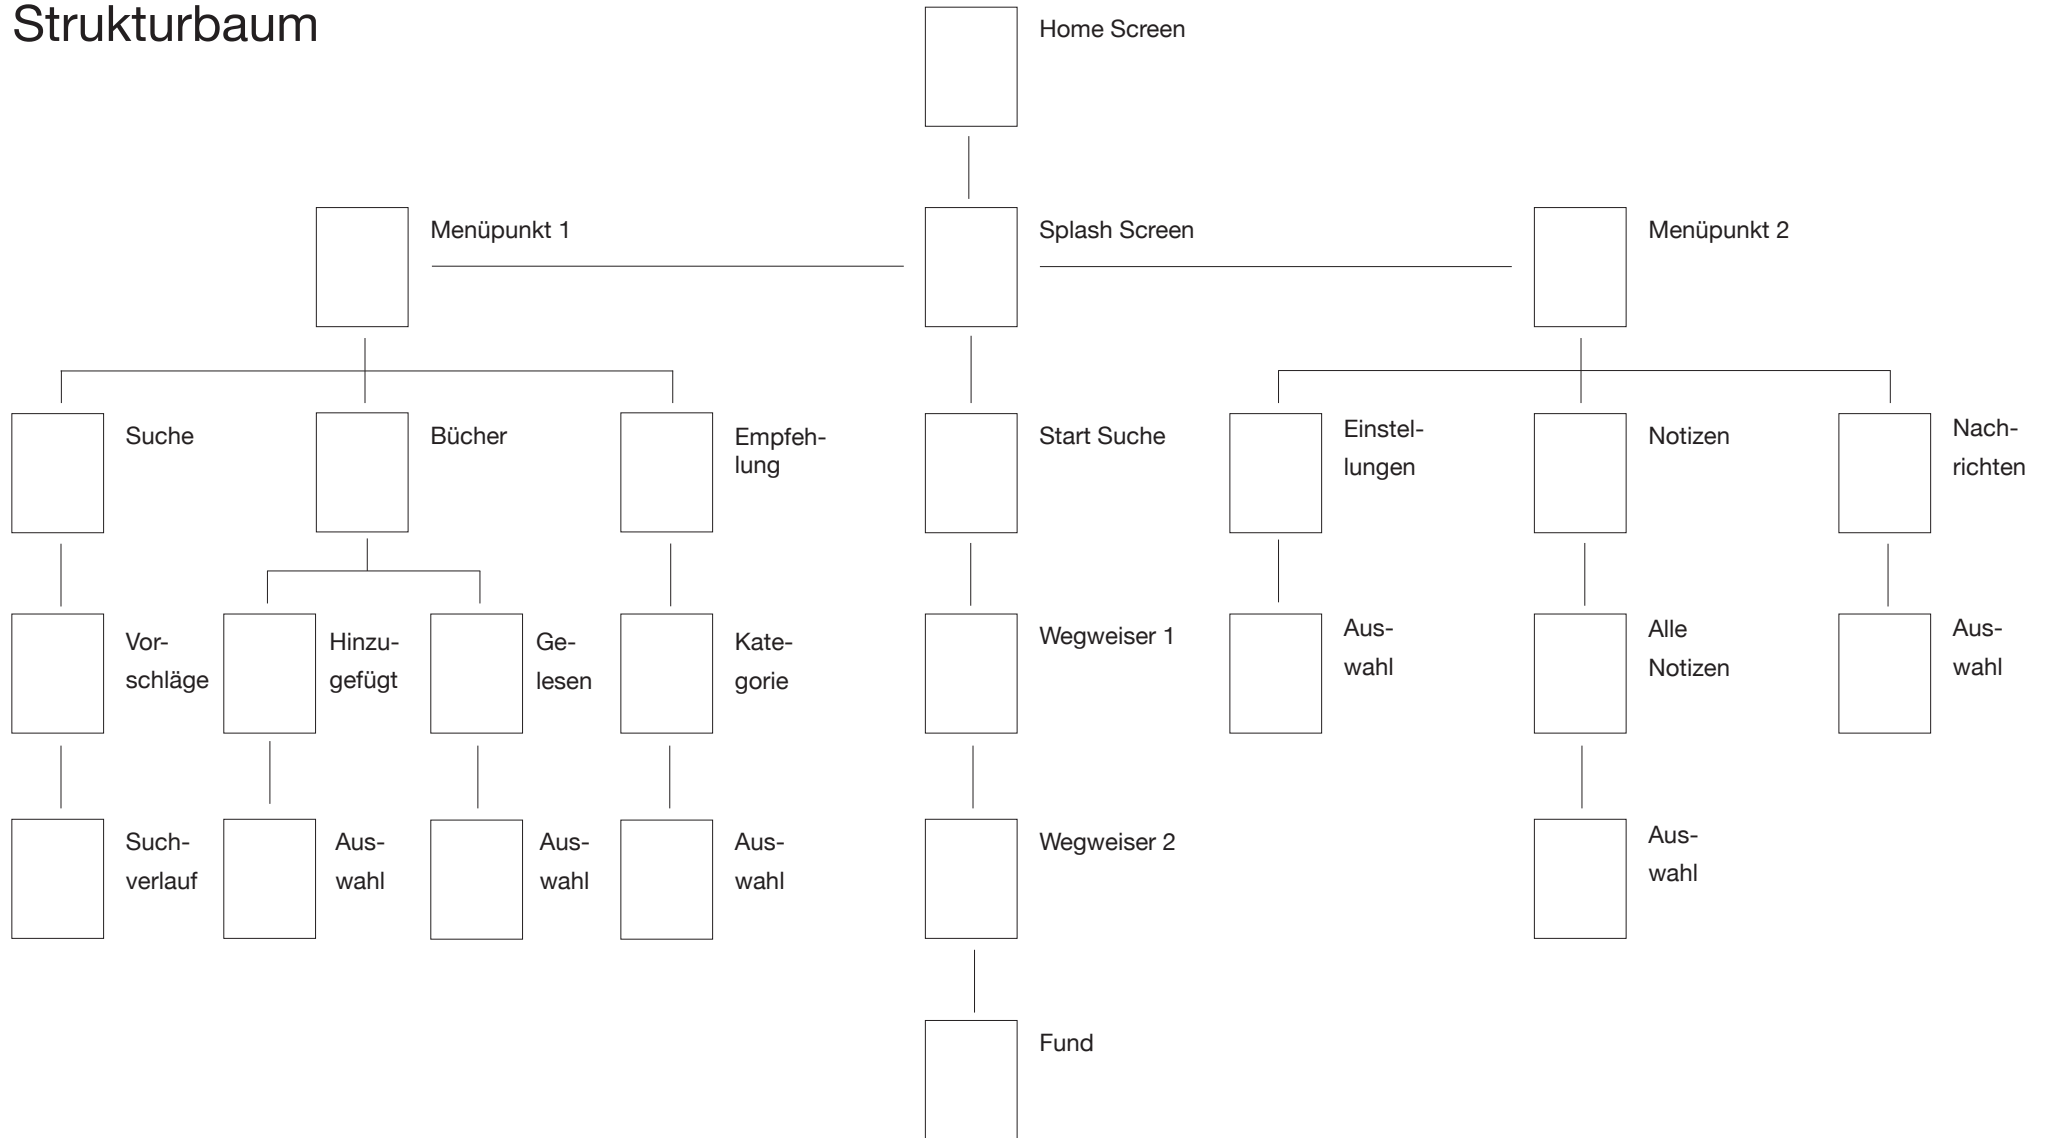 Strukturbaum
Home Screen
Menüpunkt 1
Splash Screen
Menüpunkt 2
Suche
Bücher
Empfeh-
lung
Start Suche
Einstel-
lungen
Notizen
Nach-
richten
Vor-
schläge
Hinzu-
gefügt
Ge-
lesen
Kate-
gorie
Wegweiser 1
Aus-
wahl
Alle
Notizen
Aus-
wahl
Such-
verlauf
Aus-
wahl
Aus-
wahl
Aus-
wahl
Wegweiser 2
Aus-
wahl
Fund